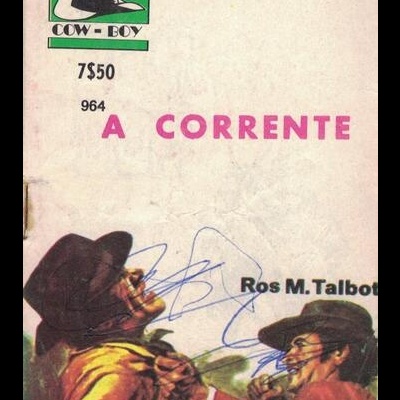 COW-BOY
7$50
964
A CORRENTE
Ros M. Talbot